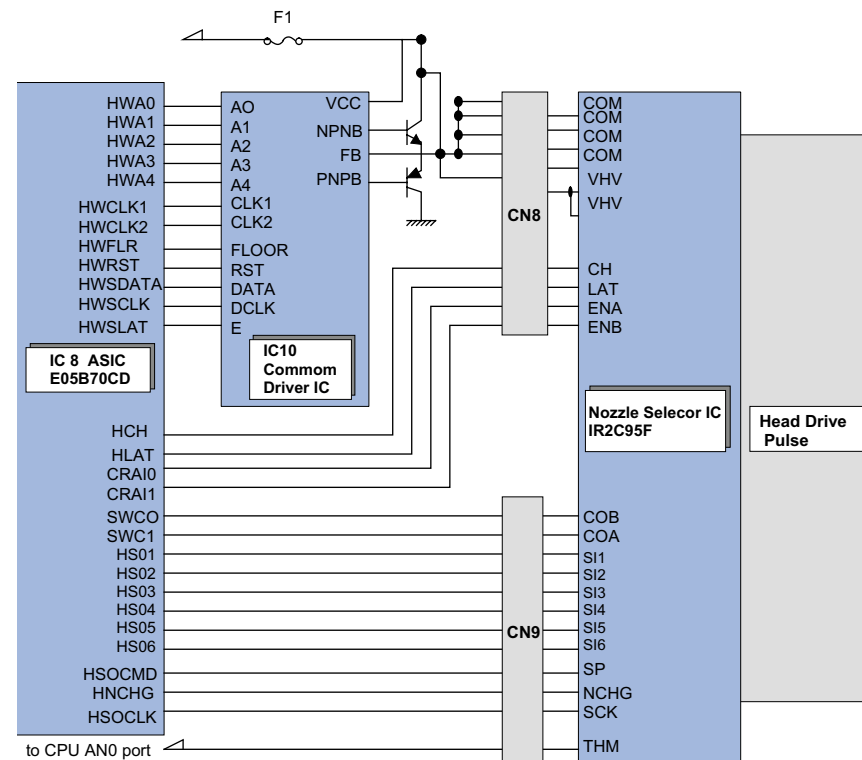 F1
HWA0
HWA1
HWA2
HWA3
HWA4
HWCLK1
HWCLK2
HWFLR
HWRST
HWSDATA
HWSCLK
HWSLAT
IC 8 ASIC
E05B70CD
HCH
HLAT
CRAI0
CRAI1
SWCO
SWC1
HS01
HS02
HS03
HS04
HS05
HS06
HSOCMD
HNCHG
HSOCLK
to CPU AN0 port
AO
A1
A2
A3
A4
CLK1
CLK2
FLOOR
RST
DATA
DCLK
E
VCC
NPNB
FB
PNPB
IC10
Commom
Driver IC
CN8
CN9
COM
COM
COM
COM
VHV
VHV
CH
LAT
ENA
ENB
Nozzle Selecor IC
IR2C95F
COB
COA
SI1
SI2
SI3
SI4
SI5
SI6
SP
NCHG
SCK
THM
Head Drive
Pulse